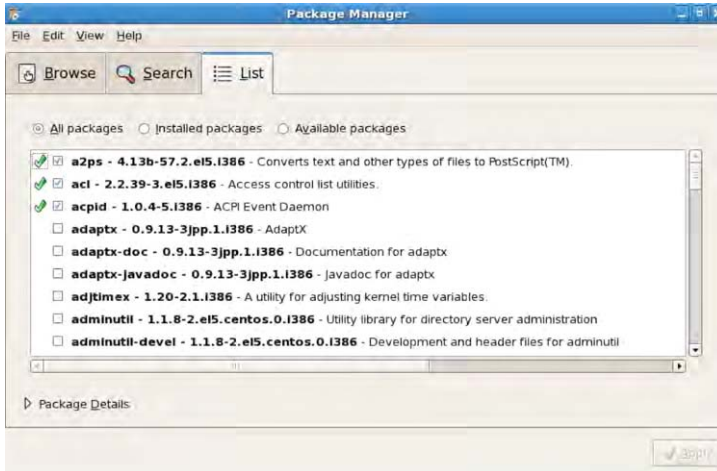 Package Manager
File Edit View Help
Browse Search List
All packages Installed packages Available packages
a2ps - 4.13b-57.2.el5.i386 - Converts text and other types of files to PostScript(TM).
acl - 2.2.39-3.el5.i386 - Access control list utilities.
acpid - 1.0.4-5.i386 - ACPI Event Daemon
adaptx - 0.9.13-3jpp.1.i386 - AdaptX
adaptx-doc - 0.9.13-3jpp.1.i386 - Documentation for adaptx
adaptx-javadoc - 0.9.13-3jpp.1.i386 - Javadoc for adaptx
adjtimex - 1.20-2.1.i386 - A utility for adjusting kernel time variables.
adminutil - 1.1.8-2.el5.centos.0.i386 - Utility library for directory server administration
adminutil-devel - 1.1.8-2.el5.centos.0.i386 - Development and header files for adminutil
Package Details
Apply